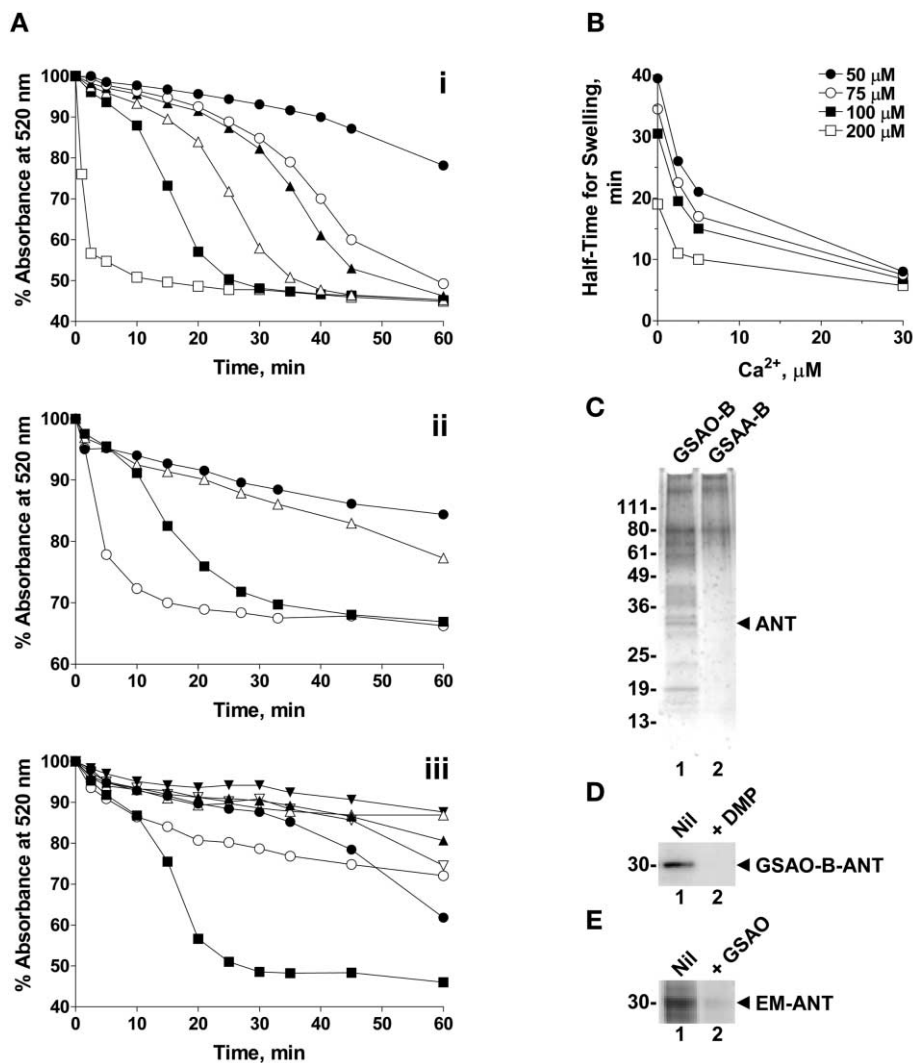 A
i
100
90
80
70
60
50
40
% Absorbance at 520 nm
0 10 20 30 40 50 60
Time, min
ii
100
90
80
70
60
% Absorbance at 520 nm
0 10 20 30 40 50 60
Time, min
iii
100
90
80
70
60
50
40
% Absorbance at 520 nm
0 10 20 30 40 50 60
Time, min
B
50 μM
75 μM
100 μM
200 μM
40
30
20
10
0
Half-Time for Swelling,
min
0 10 20 30
Ca²⁺, μM
C
GSAO-B
GSAA-B
111-
80-
61-
49-
36-
25-
19-
13-
ANT
1 2
D
Nil
+ DMP
30-
GSAO-B-ANT
1 2
E
Nil
+ GSAO
30-
EM-ANT
1 2